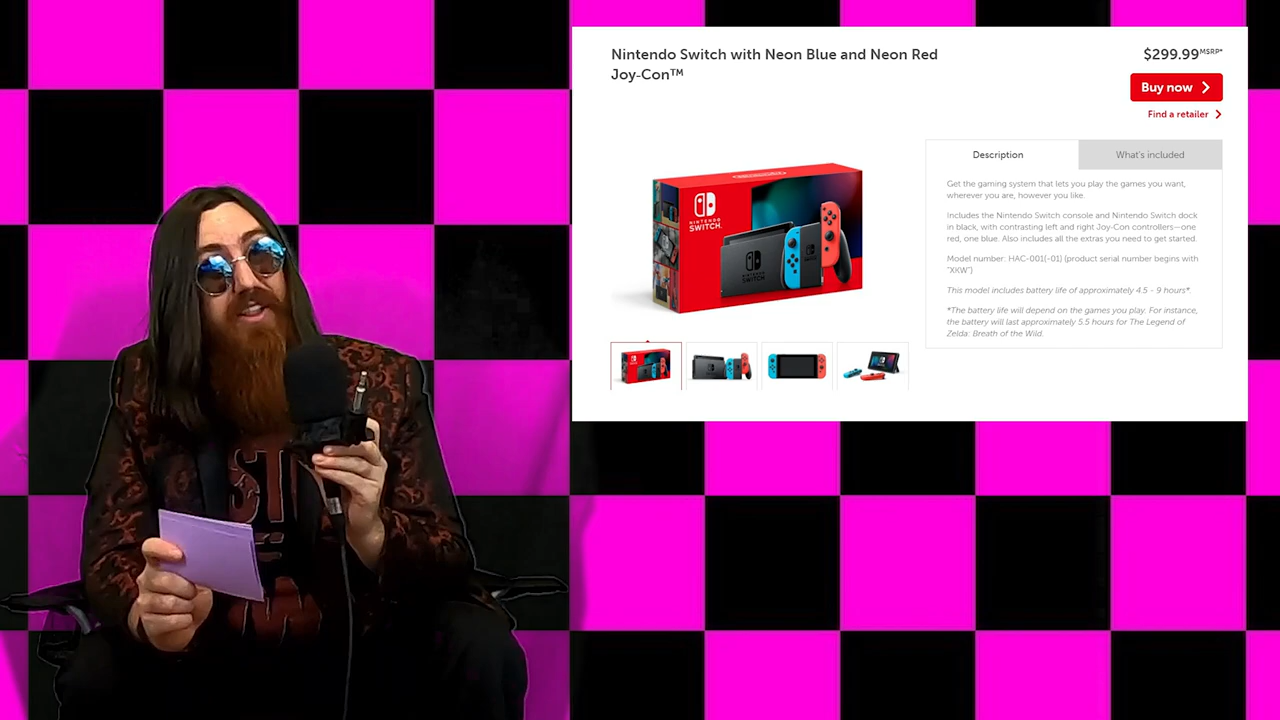 Nintendo Switch with Neon Blue and Neon Red
Joy-Con™
$299.99MSRP*
Buy now
Find a retailer
Description
What's included
Get the gaming system that lets you play the games you want,
wherever you are, however you like.
Includes the Nintendo Switch console and Nintendo Switch dock
in black, with contrasting left and right Joy-Con controllers—one
red, one blue. Also includes all the extras you need to get started.
Model number: HAC-001(-01) (product serial number begins with
"XKW")
This model includes battery life of approximately 4.5 - 9 hours*.
*The battery life will depend on the games you play. For instance,
the battery will last approximately 5.5 hours for The Legend of
Zelda: Breath of the Wild.
NINTENDO
SWITCH
NINTENDO
SWITCH
ST